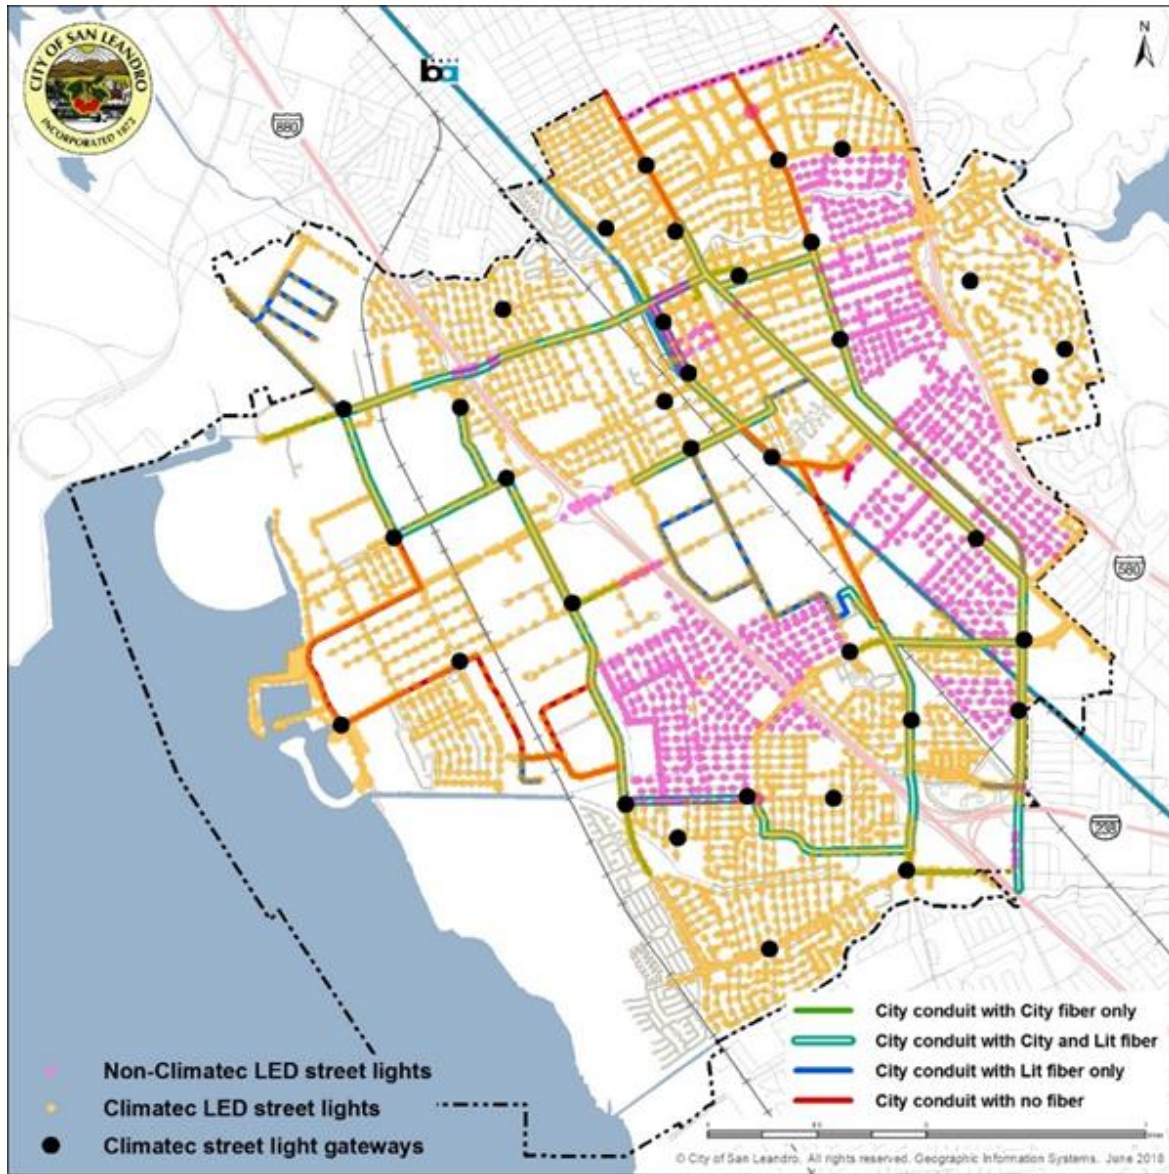 CITY OF SAN LEANDRO
INCORPORATED 1872
ba
N
880
580
238
Non-Climatec LED street lights
Climatec LED street lights
Climatec street light gateways
City conduit with City fiber only
City conduit with City and Lit fiber
City conduit with Lit fiber only
City conduit with no fiber
© City of San Leandro. All rights reserved. Geographic Information Systems. June 2018